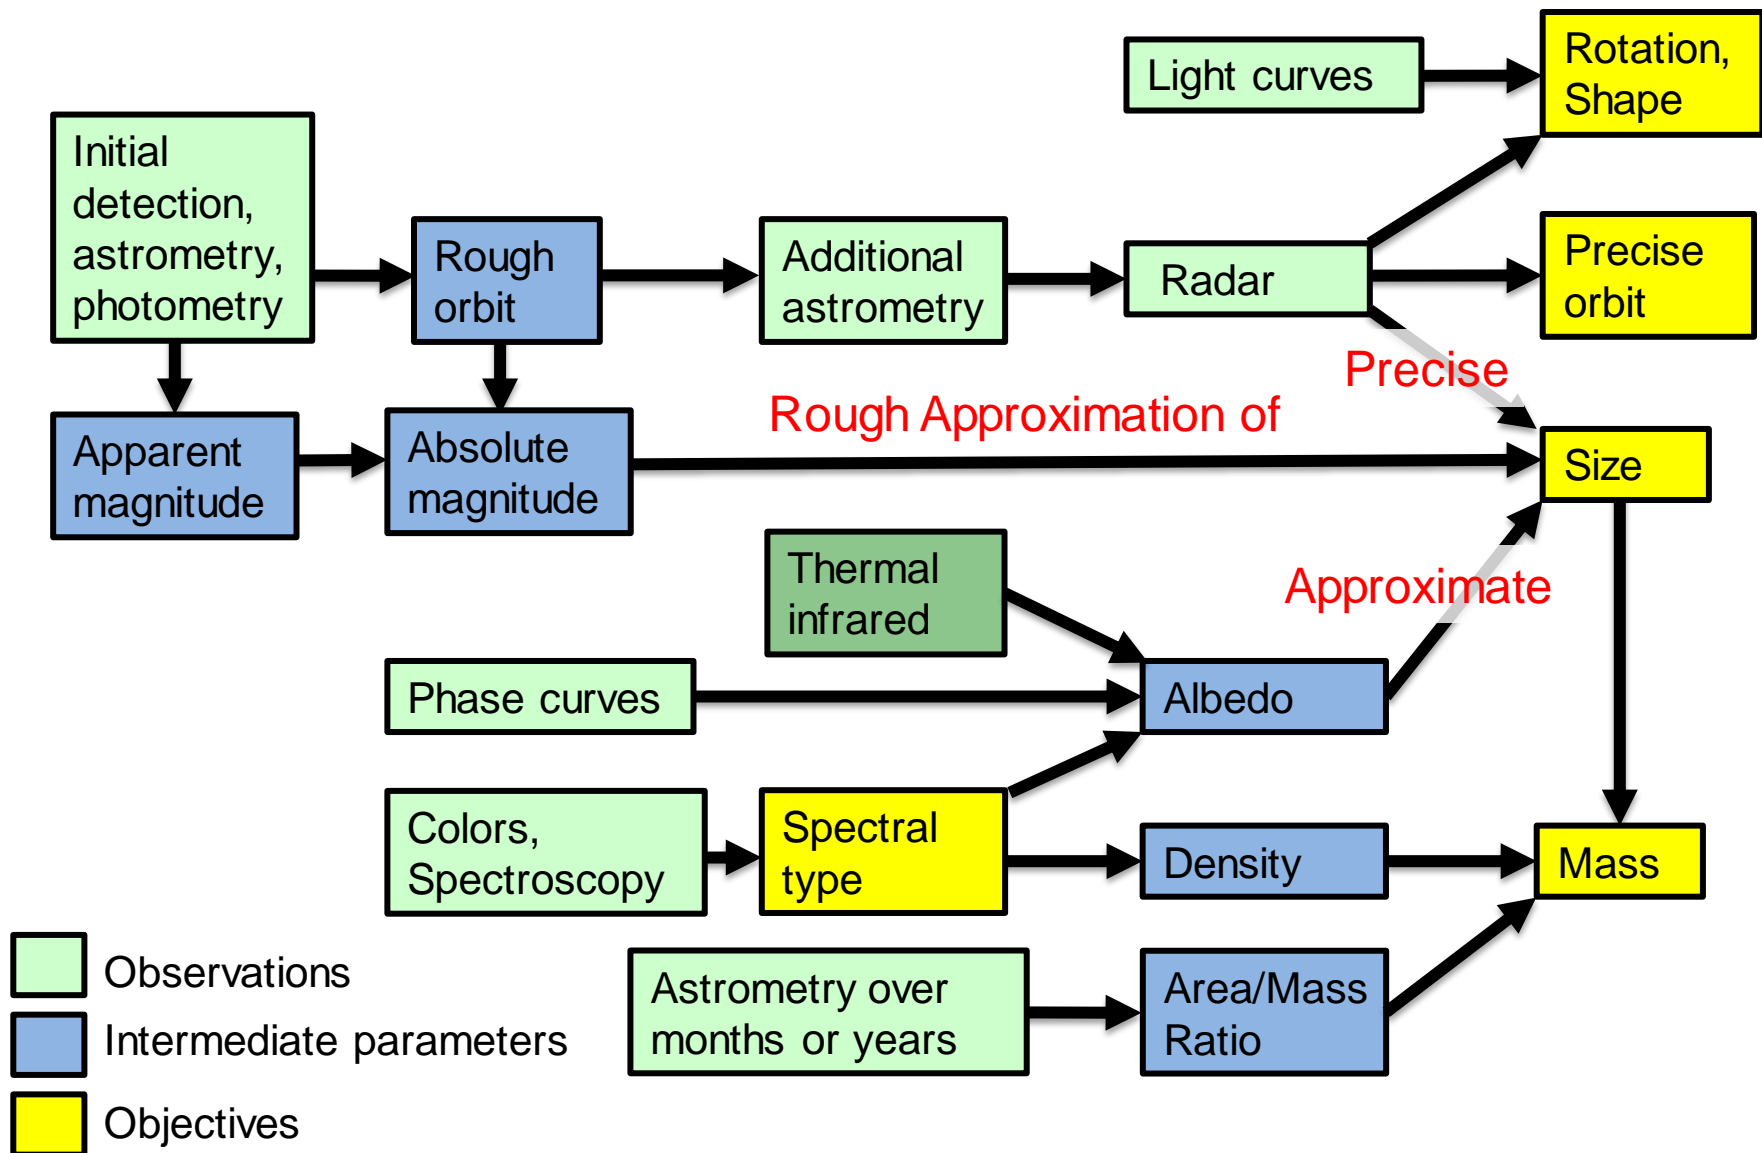 Light curves
Rotation,
Shape
Initial
detection,
astrometry,
photometry
Rough
orbit
Additional
astrometry
Radar
Precise
orbit
Precise
Rough Approximation of
Apparent
magnitude
Absolute
magnitude
Size
Thermal
infrared
Approximate
Phase curves
Albedo
Colors,
Spectroscopy
Spectral
type
Density
Mass
Astrometry over
months or years
Area/Mass
Ratio
Observations
Intermediate parameters
Objectives